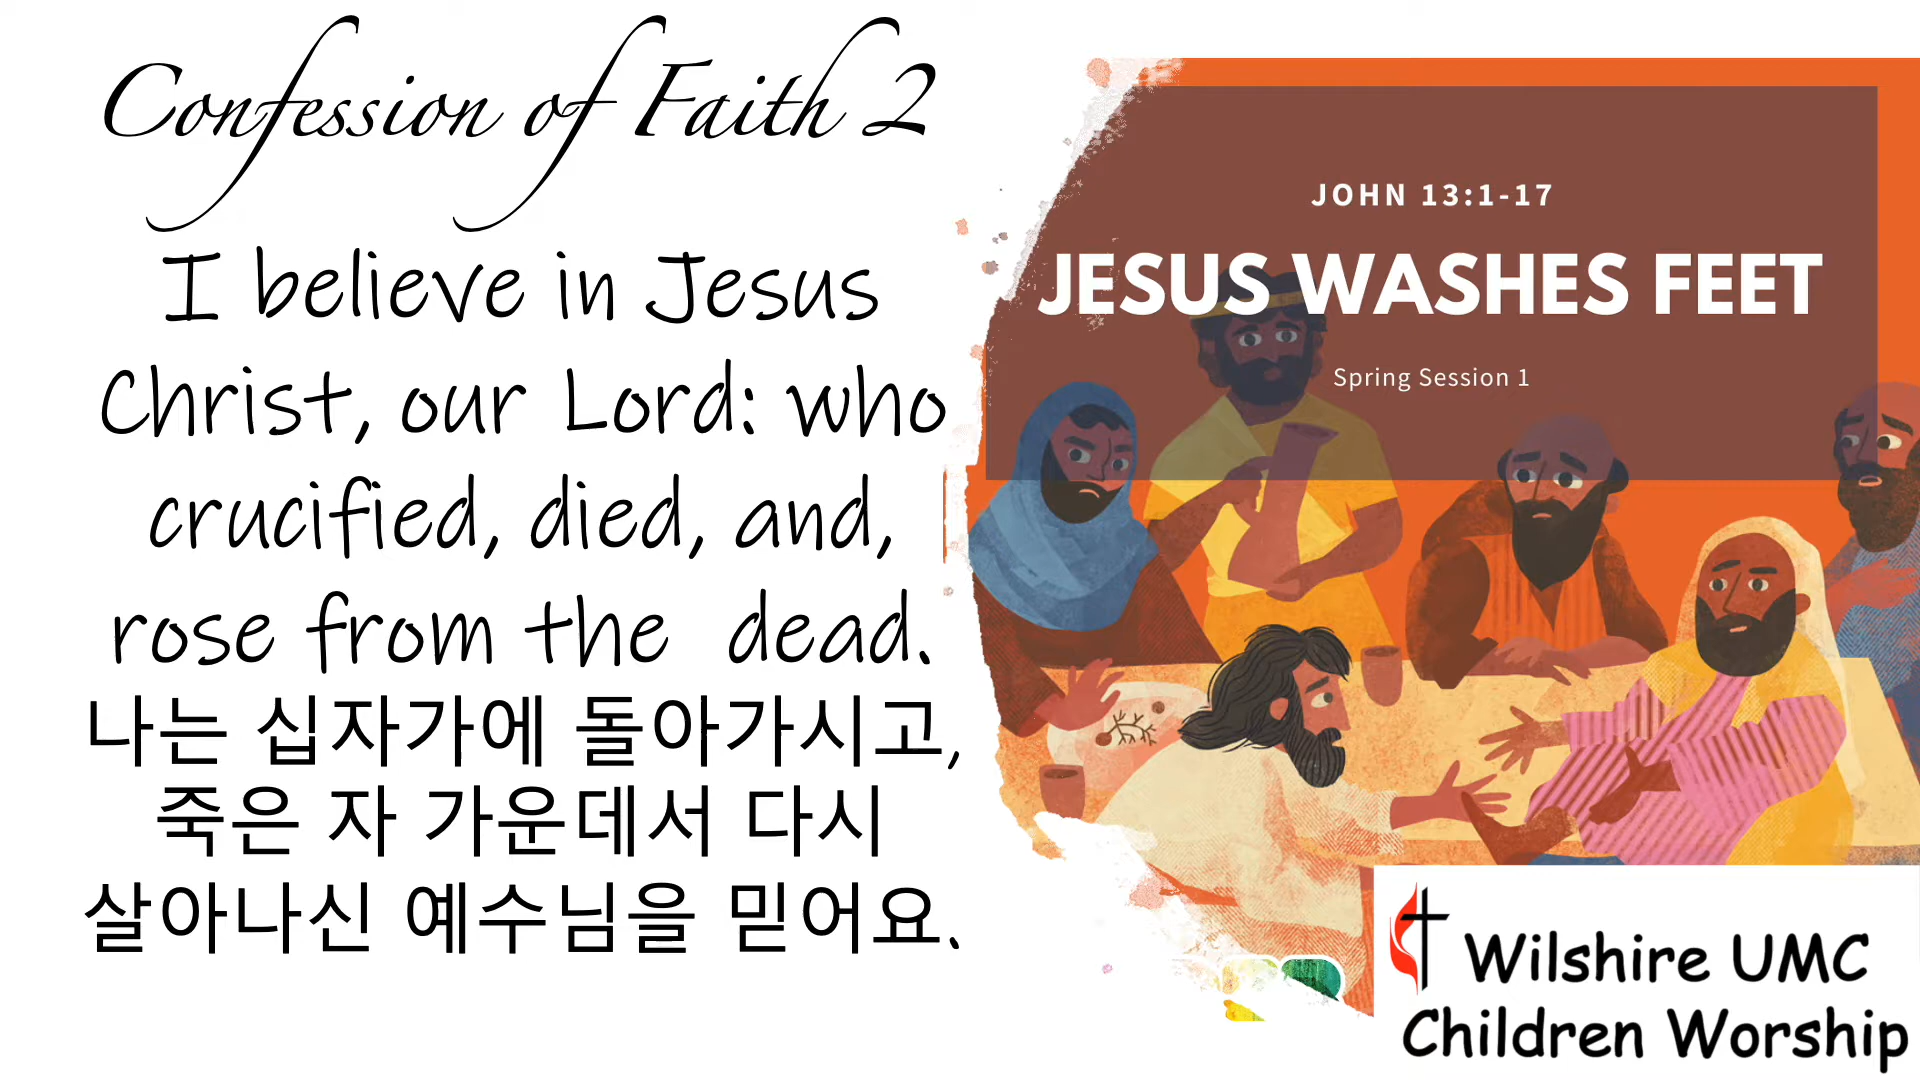 Confession of Faith 2
I believe in Jesus
Christ, our Lord: who
crucified, died, and,
rose from the dead.
나는 십자가에 돌아가시고,
죽은 자 가운데서 다시
살아나신 예수님을 믿어요.
JOHN 13:1-17
JESUS WASHES FEET
Spring Session 1
Wilshire UMC
Children Worship